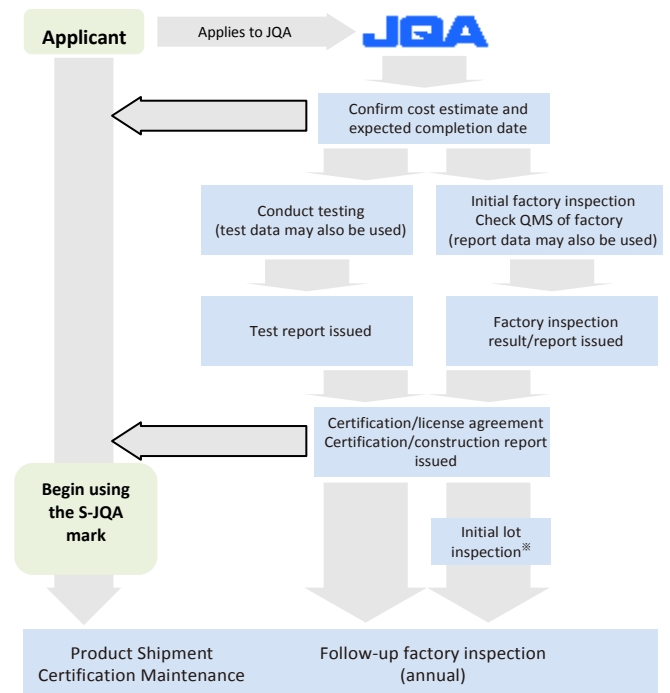 Applicant
Applies to JQA
JQA
Confirm cost estimate and
expected completion date
Conduct testing
(test data may also be used)
Initial factory inspection
Check QMS of factory
(report data may also be used)
Test report issued
Factory inspection
result/report issued
Certification/license agreement
Certification/construction report
issued
Begin using
the S-JQA
mark
Initial lot
inspection※
Product Shipment
Certification Maintenance
Follow-up factory inspection
(annual)